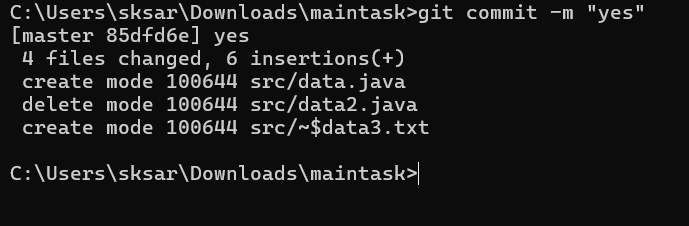 C:\Users\sksar\Downloads\maintask>git commit -m "yes"
[master 85dfd6e] yes
 4 files changed, 6 insertions(+)
 create mode 100644 src/data.java
 delete mode 100644 src/data2.java
 create mode 100644 src/~$data3.txt
C:\Users\sksar\Downloads\maintask>